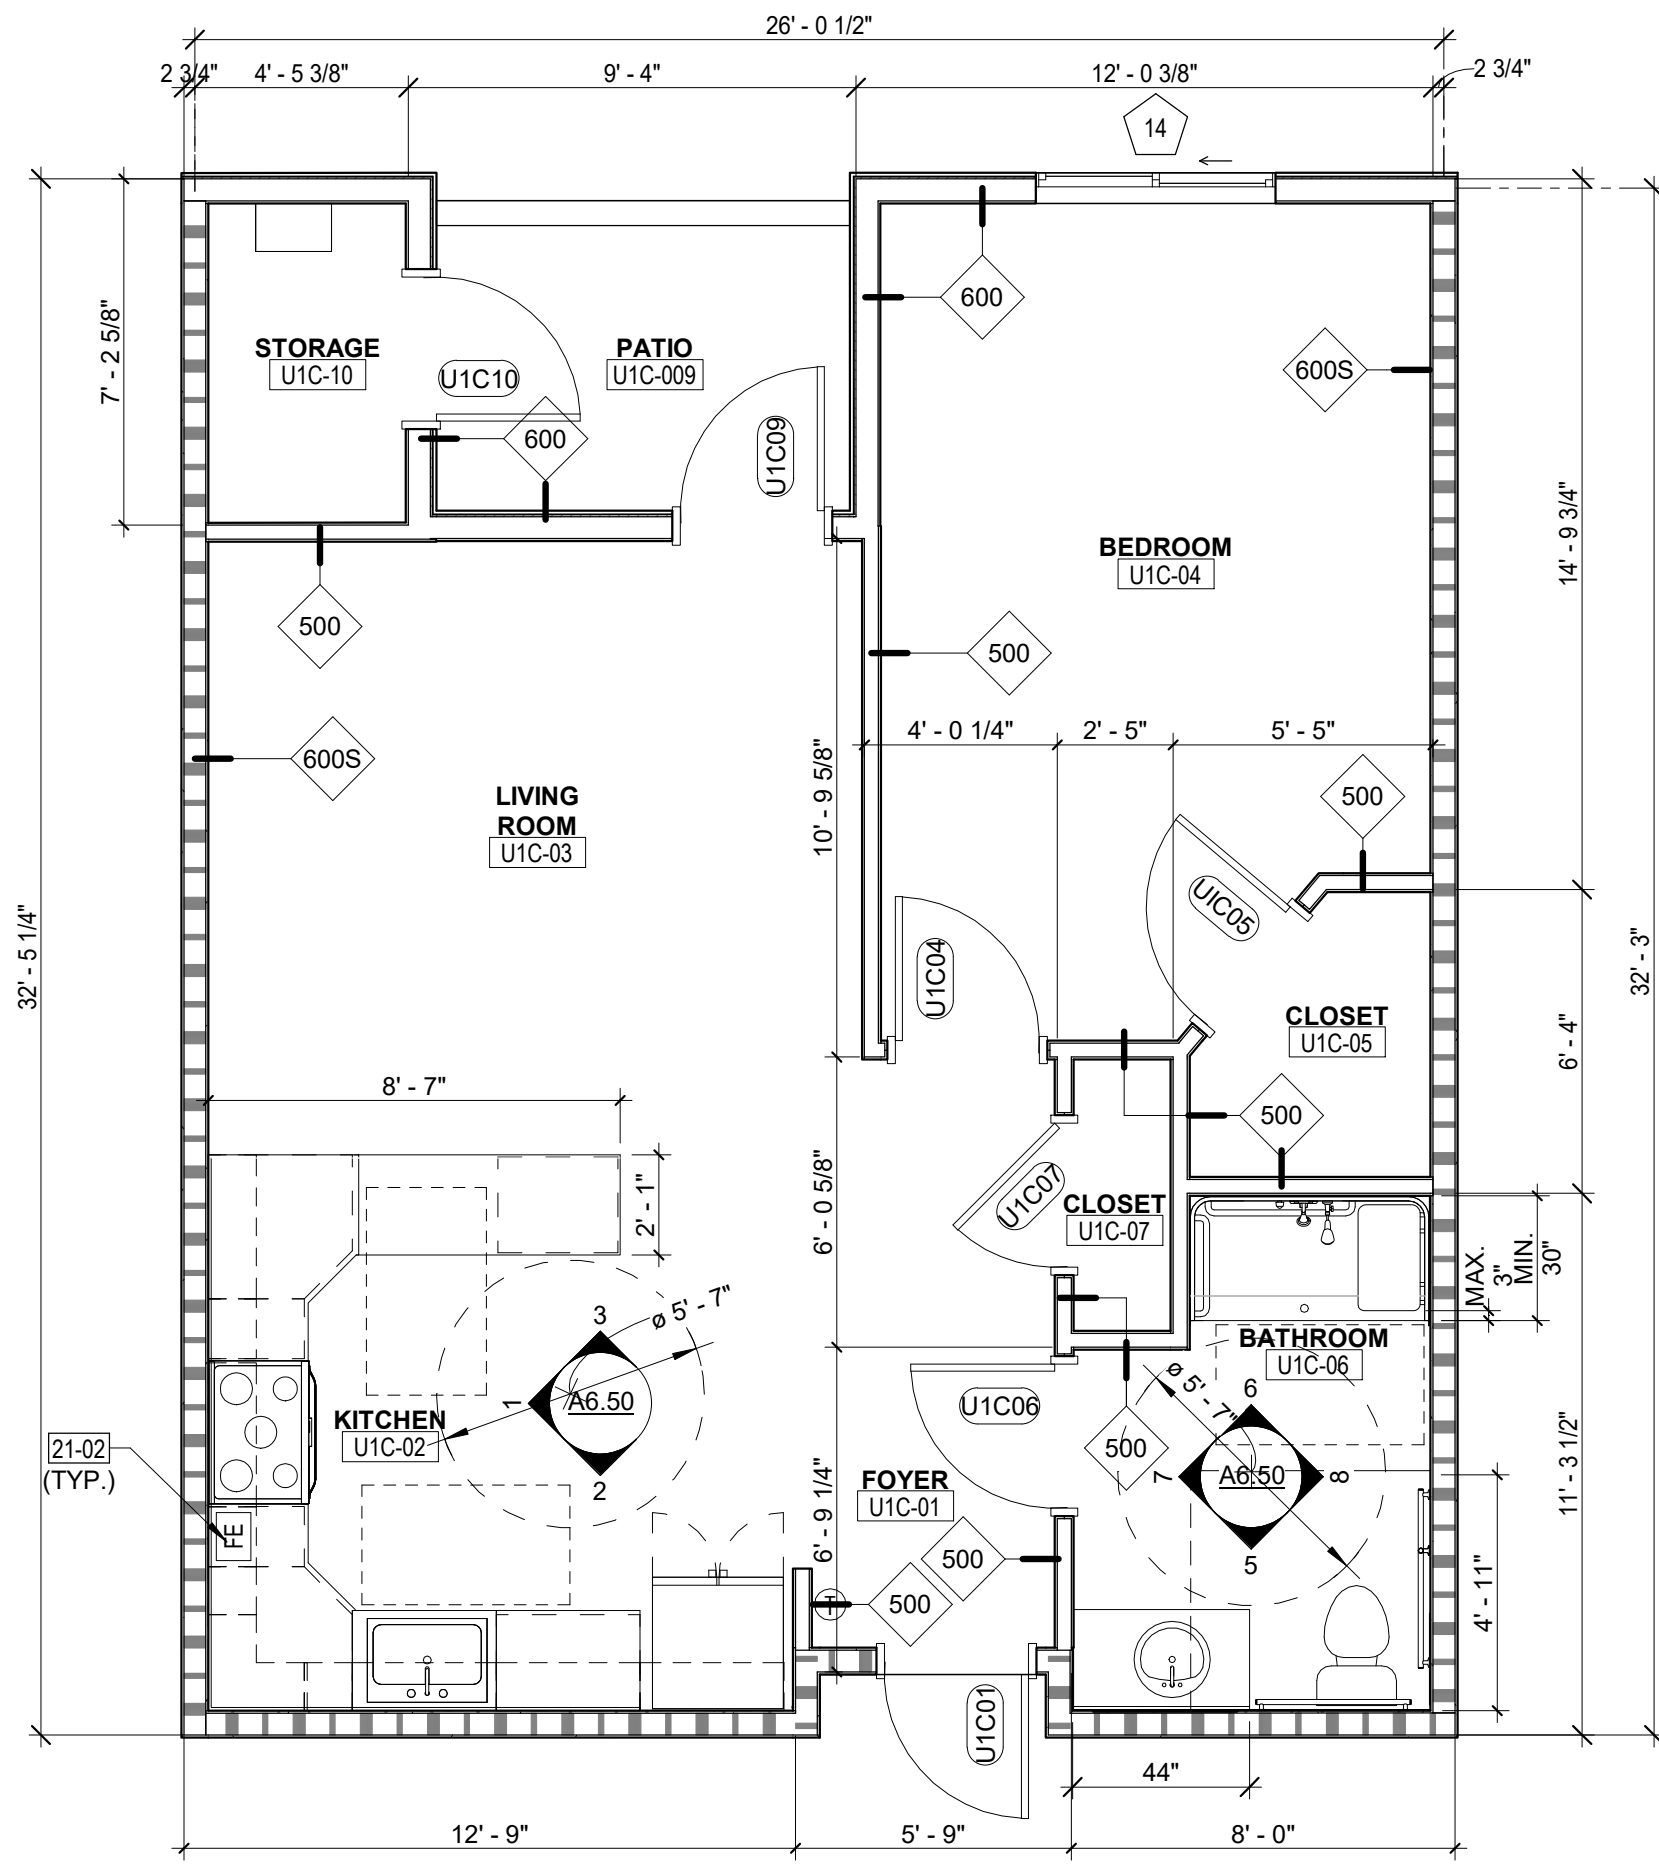 26' - 0 1/2"
2 3/4"
4' - 5 3/8"
9' - 4"
12' - 0 3/8"
2 3/4"
14
600
600S
7' - 2 5/8"
STORAGE
U1C-10
U1C10
PATIO
U1C-009
600
U1C09
BEDROOM
U1C-04
14' - 9 3/4"
500
500
600S
4' - 0 1/4"
2' - 5"
5' - 5"
500
LIVING
ROOM
U1C-03
10' - 9 5/8"
UIC05
U1C04
32' - 5 1/4"
32' - 3"
CLOSET
U1C-05
6' - 4"
8' - 7"
500
2' - 1"
6' - 0 5/8"
U1C07
CLOSET
U1C-07
MAX.
3"
MIN.
30"
3
ø 5' - 7"
1
A6.50
2
KITCHEN
U1C-02
21-02
(TYP.)
FE
BATHROOM
U1C-06
ø 5' - 7"
6
7
A6.50
8
5
U1C06
500
FOYER
U1C-01
6' - 9 1/4"
500
500
T
11' - 3 1/2"
4' - 11"
U1C01
44"
12' - 9"
5' - 9"
8' - 0"